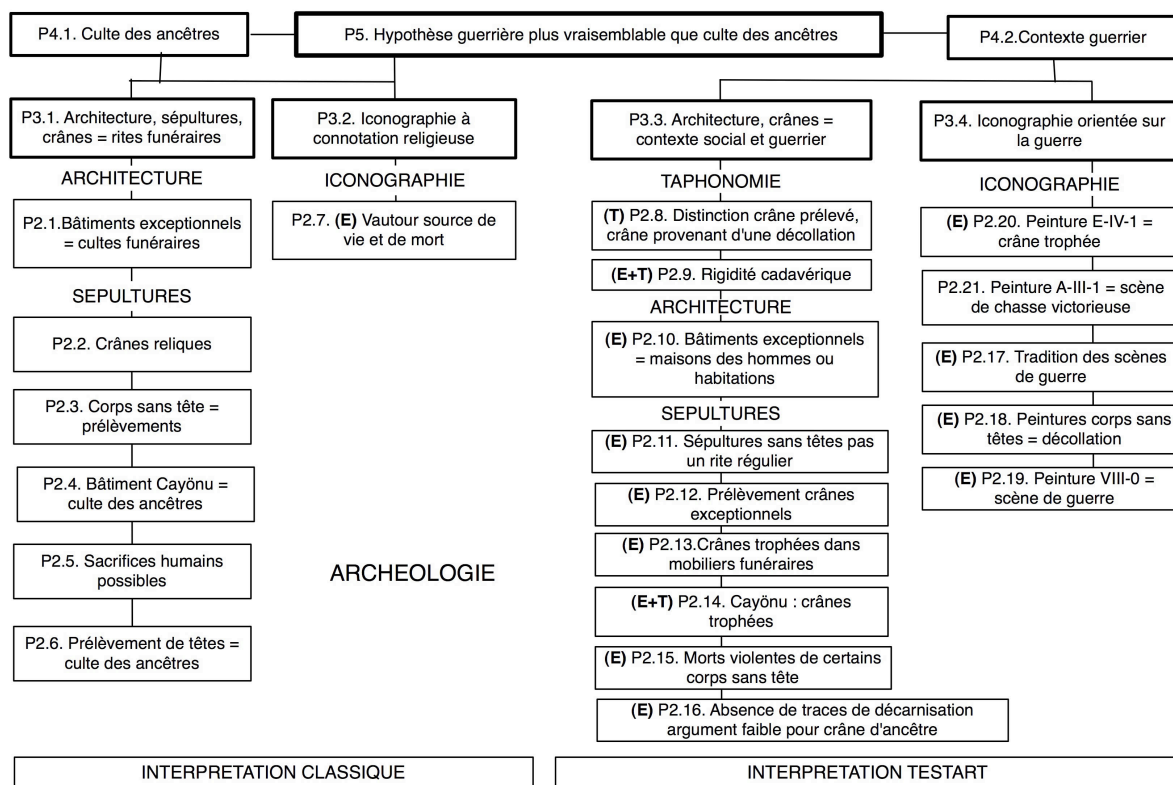 P4.1. Culte des ancêtres
P5. Hypothèse guerrière plus vraisemblable que culte des ancêtres
P4.2.Contexte guerrier
P3.1. Architecture, sépultures,
crânes = rites funéraires
P3.2. Iconographie à
connotation religieuse
P3.3. Architecture, crânes =
contexte social et guerrier
P3.4. Iconographie orientée sur
la guerre
ARCHITECTURE
P2.1.Bâtiments exceptionnels
= cultes funéraires
SEPULTURES
P2.2. Crânes reliques
P2.3. Corps sans tête =
prélèvements
P2.4. Bâtiment Cayönu =
culte des ancêtres
P2.5. Sacrifices humains
possibles
P2.6. Prélèvement de têtes =
culte des ancêtres
ICONOGRAPHIE
P2.7. (E) Vautour source de
vie et de mort
ARCHEOLOGIE
TAPHONOMIE
(T) P2.8. Distinction crâne prélevé,
crâne provenant d'une décollation
(E+T) P2.9. Rigidité cadavérique
ARCHITECTURE
(E) P2.10. Bâtiments exceptionnels
= maisons des hommes ou
habitations
SEPULTURES
(E) P2.11. Sépultures sans têtes pas
un rite régulier
(E) P2.12. Prélèvement crânes
exceptionnels
(E) P2.13.Crânes trophées dans
mobiliers funéraires
(E+T) P2.14. Cayönu : crânes
trophées
(E) P2.15. Morts violentes de certains
corps sans tête
(E) P2.16. Absence de traces de décarnisation
argument faible pour crâne d'ancêtre
ICONOGRAPHIE
(E) P2.20. Peinture E-IV-1 =
crâne trophée
P2.21. Peinture A-III-1 = scène
de chasse victorieuse
(E) P2.17. Tradition des scènes
de guerre
(E) P2.18. Peintures corps sans
têtes = décollation
(E) P2.19. Peinture VIII-0 =
scène de guerre
INTERPRETATION CLASSIQUE
INTERPRETATION TESTART